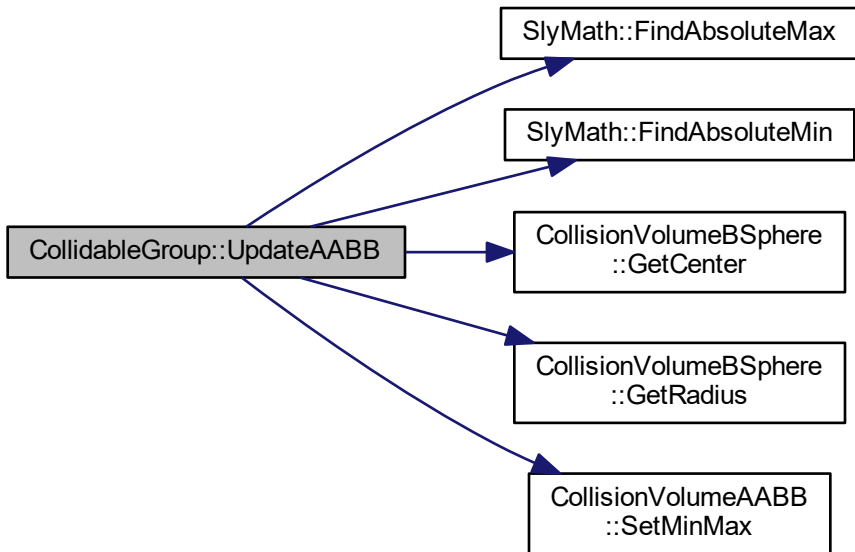 SlyMath::FindAbsoluteMax
SlyMath::FindAbsoluteMin
CollidableGroup::UpdateAABB
CollisionVolumeBSphere
::GetCenter
CollisionVolumeBSphere
::GetRadius
CollisionVolumeAABB
::SetMinMax